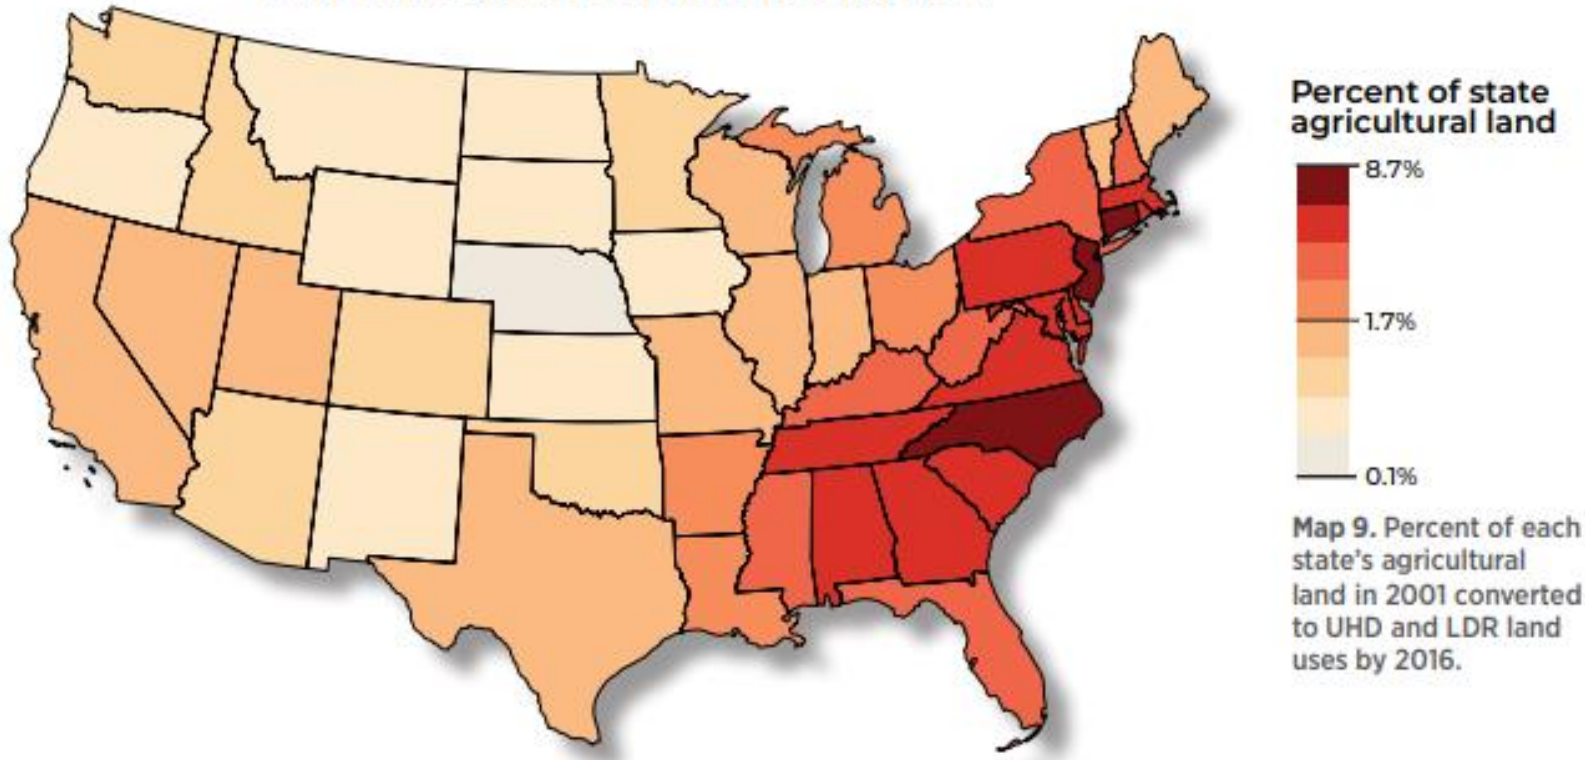 Percent of state
agricultural land
8.7%
1.7%
0.1%
Map 9. Percent of each
state's agricultural
land in 2001 converted
to UHD and LDR land
uses by 2016.